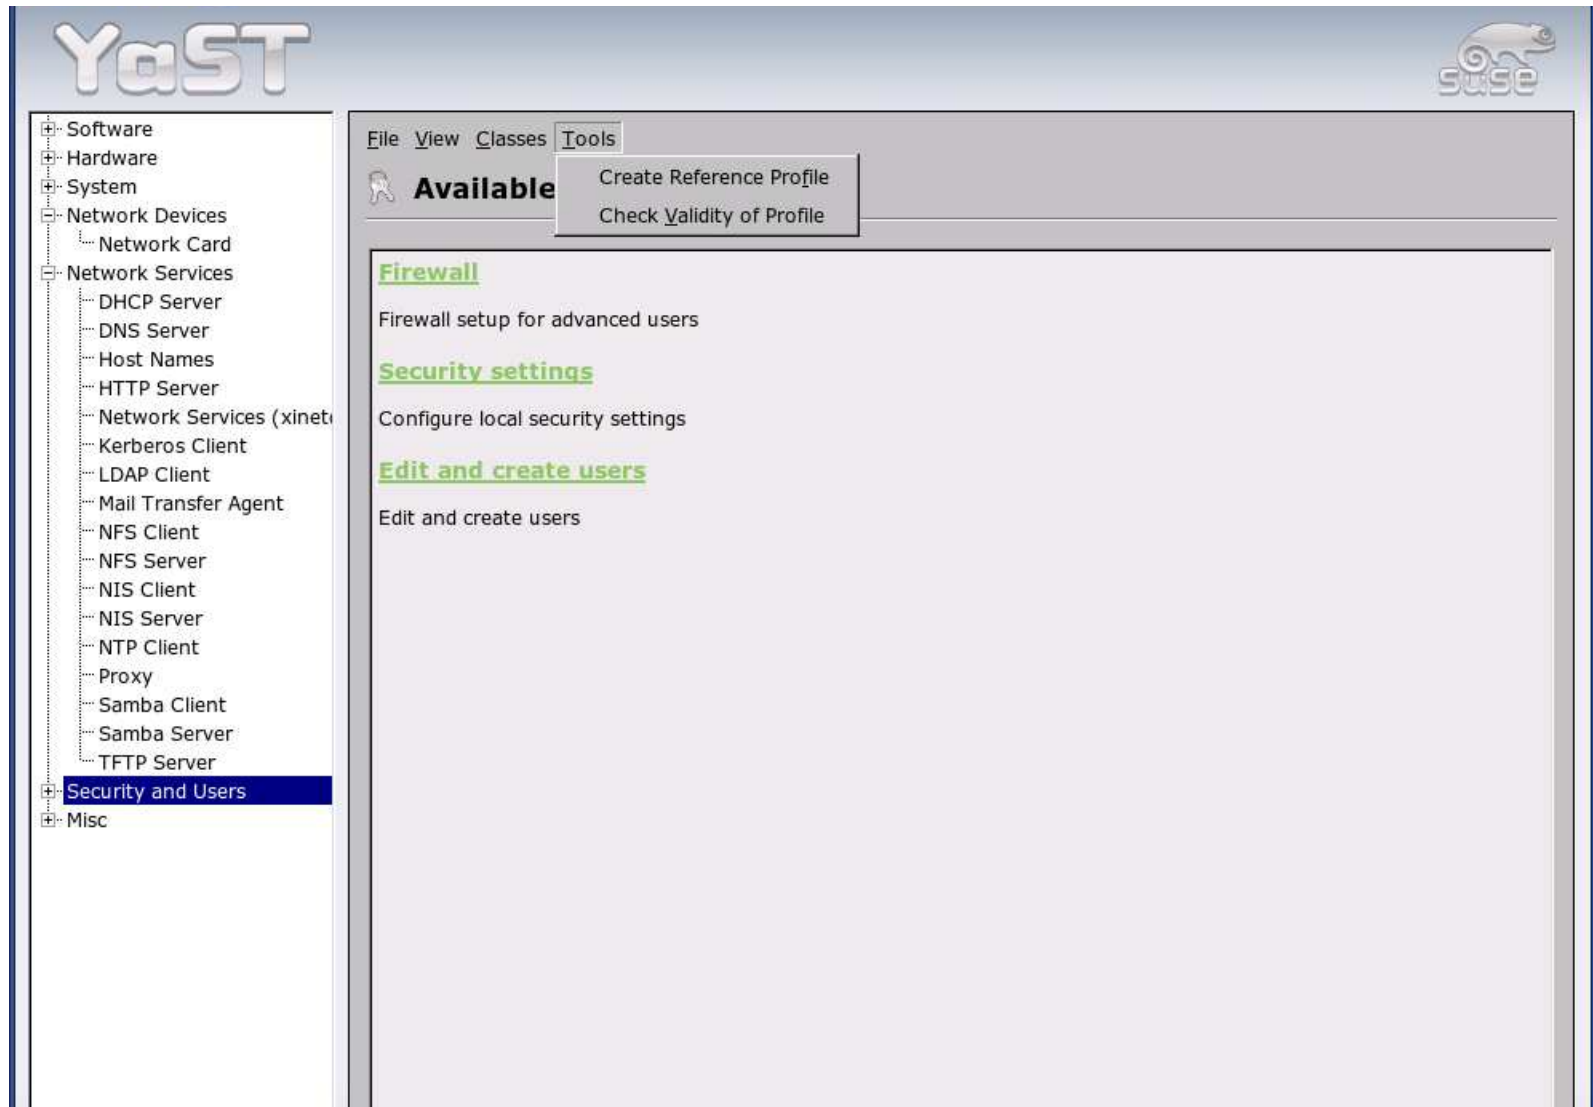 YaST
suse
Software
Hardware
System
Network Devices
Network Card
Network Services
DHCP Server
DNS Server
Host Names
HTTP Server
Network Services (xinet
Kerberos Client
LDAP Client
Mail Transfer Agent
NFS Client
NFS Server
NIS Client
NIS Server
NTP Client
Proxy
Samba Client
Samba Server
TFTP Server
Security and Users
Misc
File View Classes Tools
Create Reference Profile
Check Validity of Profile
Available
Firewall
Firewall setup for advanced users
Security settings
Configure local security settings
Edit and create users
Edit and create users